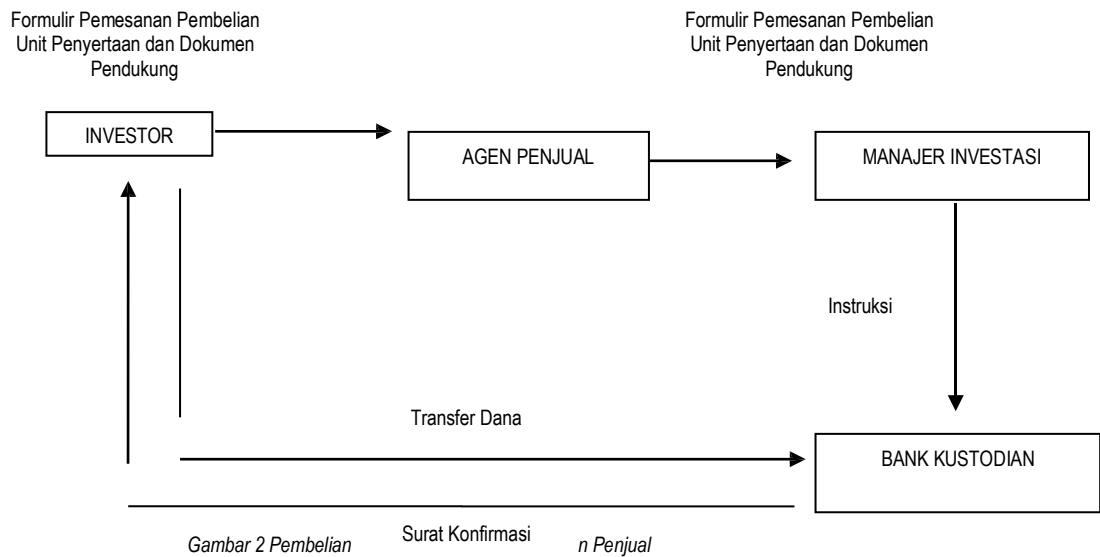 Formulir Pemesanan Pembelian
Unit Penyertaan dan Dokumen
Pendukung
Formulir Pemesanan Pembelian
Unit Penyertaan dan Dokumen
Pendukung
INVESTOR
AGEN PENJUAL
MANAJER INVESTASI
Instruksi
Transfer Dana
BANK KUSTODIAN
Surat Konfirmasi
Gambar 2 Pembelian n Penjual